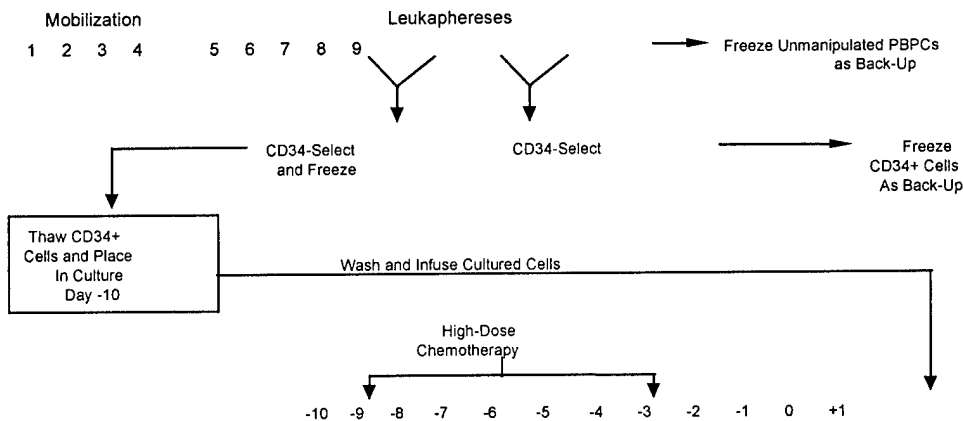 Mobilization
Leukaphereses
1 2 3 4 5 6 7 8 9
Freeze Unmanipulated PBPCs
as Back-Up
CD34-Select
and Freeze
CD34-Select
Freeze
CD34+ Cells
As Back-Up
Thaw CD34+
Cells and Place
In Culture
Day -10
Wash and Infuse Cultured Cells
High-Dose
Chemotherapy
-10 -9 -8 -7 -6 -5 -4 -3 -2 -1 0 +1